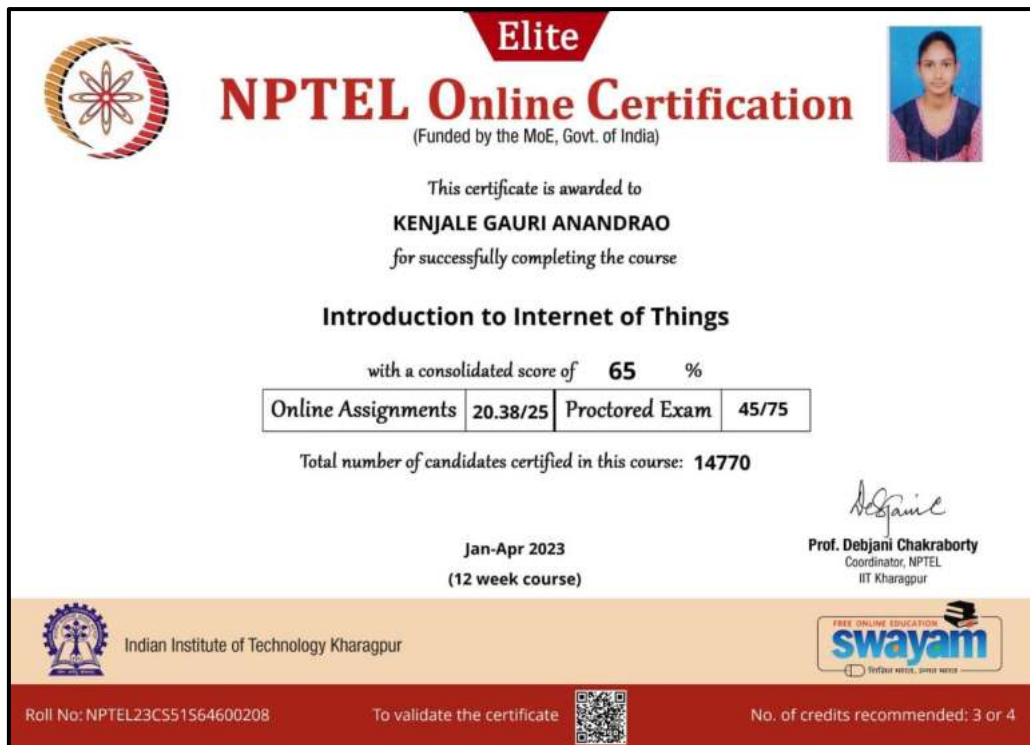 Elite
NPTEL Online Certification
(Funded by the MoE, Govt. of India)
This certificate is awarded to
KENJALE GAURI ANANDRAO
for successfully completing the course
Introduction to Internet of Things
with a consolidated score of 65 %
Online Assignments 20.38/25 Proctored Exam 45/75
Total number of candidates certified in this course: 14770
Jan-Apr 2023
(12 week course)
Prof. Debjani Chakraborty
Coordinator, NPTEL
IIT Kharagpur
Indian Institute of Technology Kharagpur
FREE ONLINE EDUCATION
swayam
शिक्षित भारत, उन्नत भारत
Roll No: NPTEL23CS51S64600208 To validate the certificate No. of credits recommended: 3 or 4